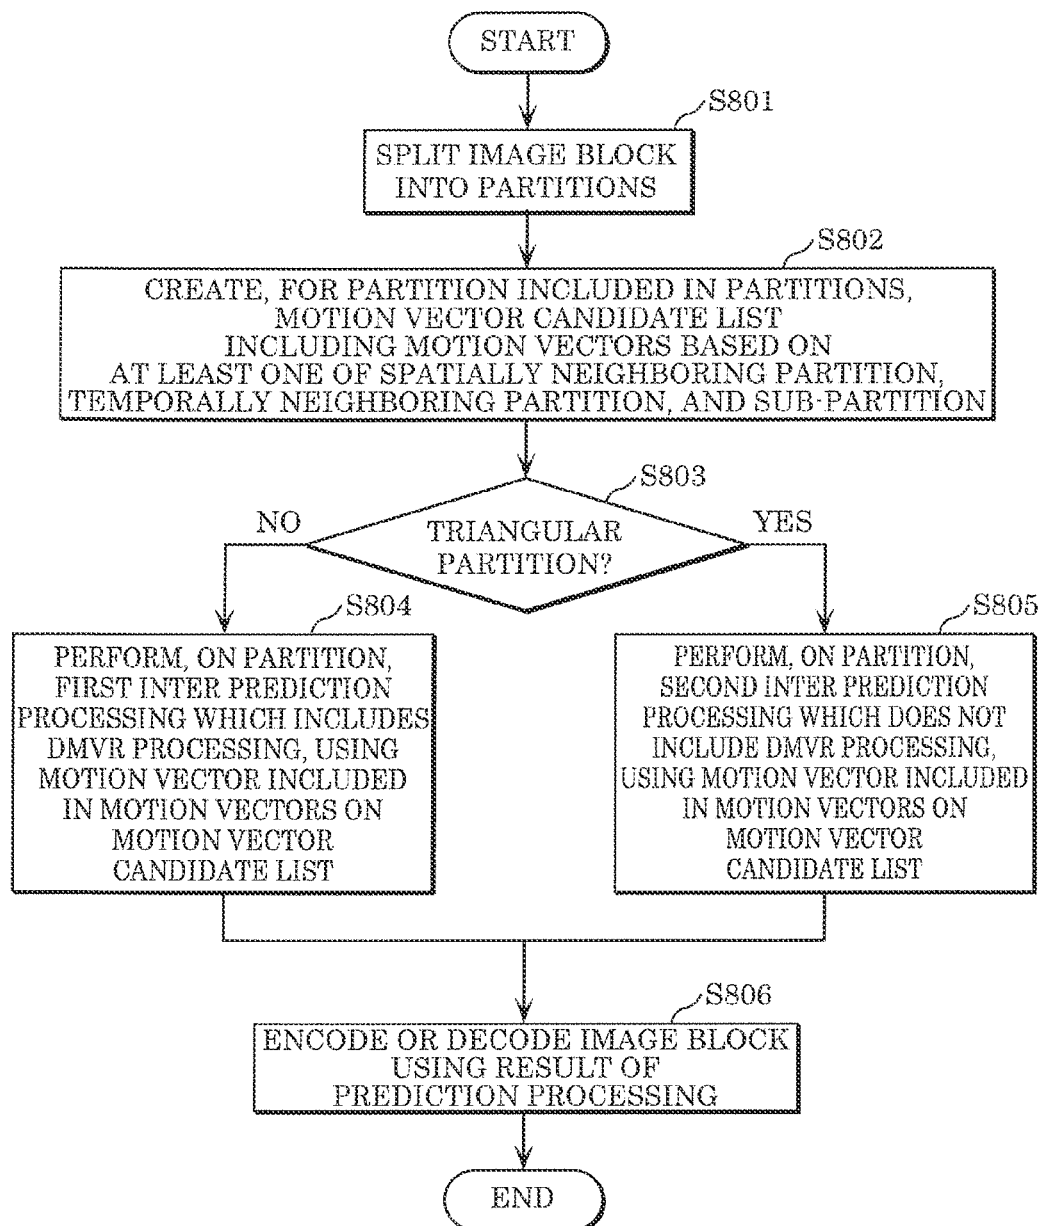 START
S801
SPLIT IMAGE BLOCK
INTO PARTITIONS
S802
CREATE, FOR PARTITION INCLUDED IN PARTITIONS,
MOTION VECTOR CANDIDATE LIST
INCLUDING MOTION VECTORS BASED ON
AT LEAST ONE OF SPATIALLY NEIGHBORING PARTITION,
TEMPORALLY NEIGHBORING PARTITION, AND SUB-PARTITION
S803
NO
TRIANGULAR
PARTITION?
YES
S804
PERFORM, ON PARTITION,
FIRST INTER PREDICTION
PROCESSING WHICH INCLUDES
DMVR PROCESSING, USING
MOTION VECTOR INCLUDED
IN MOTION VECTORS ON
MOTION VECTOR
CANDIDATE LIST
S805
PERFORM, ON PARTITION,
SECOND INTER PREDICTION
PROCESSING WHICH DOES NOT
INCLUDE DMVR PROCESSING,
USING MOTION VECTOR INCLUDED
IN MOTION VECTORS ON
MOTION VECTOR
CANDIDATE LIST
S806
ENCODE OR DECODE IMAGE BLOCK
USING RESULT OF
PREDICTION PROCESSING
END